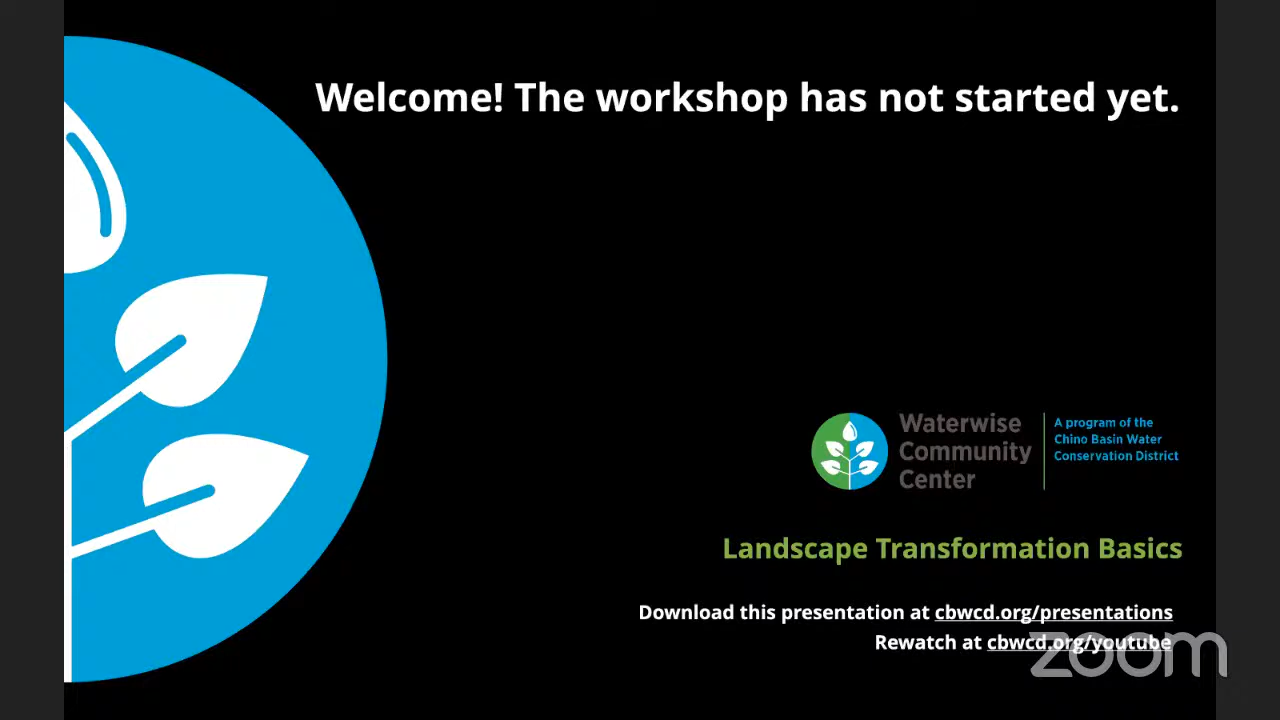 Welcome! The workshop has not started yet.
Waterwise
Community
Center
A program of the
Chino Basin Water
Conservation District
Landscape Transformation Basics
Download this presentation at cbwcd.org/presentations
Rewatch at cbwcd.org/youtube
zoom